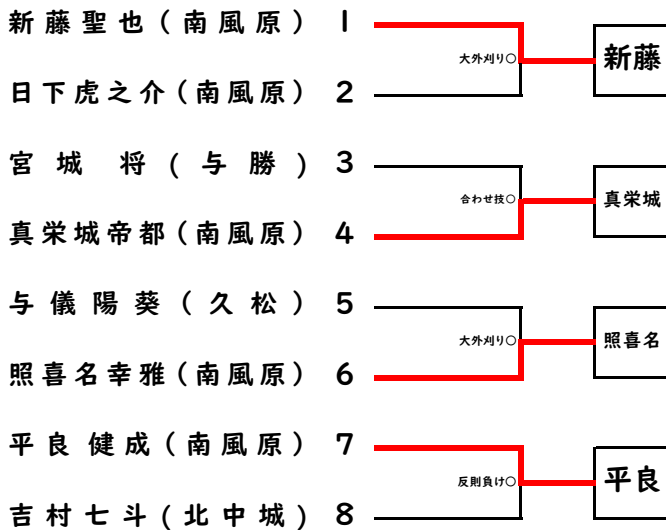 新藤聖也(南風原) 1
大外刈り○
新藤
日下虎之介(南風原) 2
宮城 将(与勝) 3
合わせ技○
真栄城
真栄城帝都(南風原) 4
与儀陽葵(久松) 5
大外刈り○
照喜名
照喜名幸雅(南風原) 6
平良 健成(南風原) 7
反則負け○
平良
吉村七斗(北中城) 8